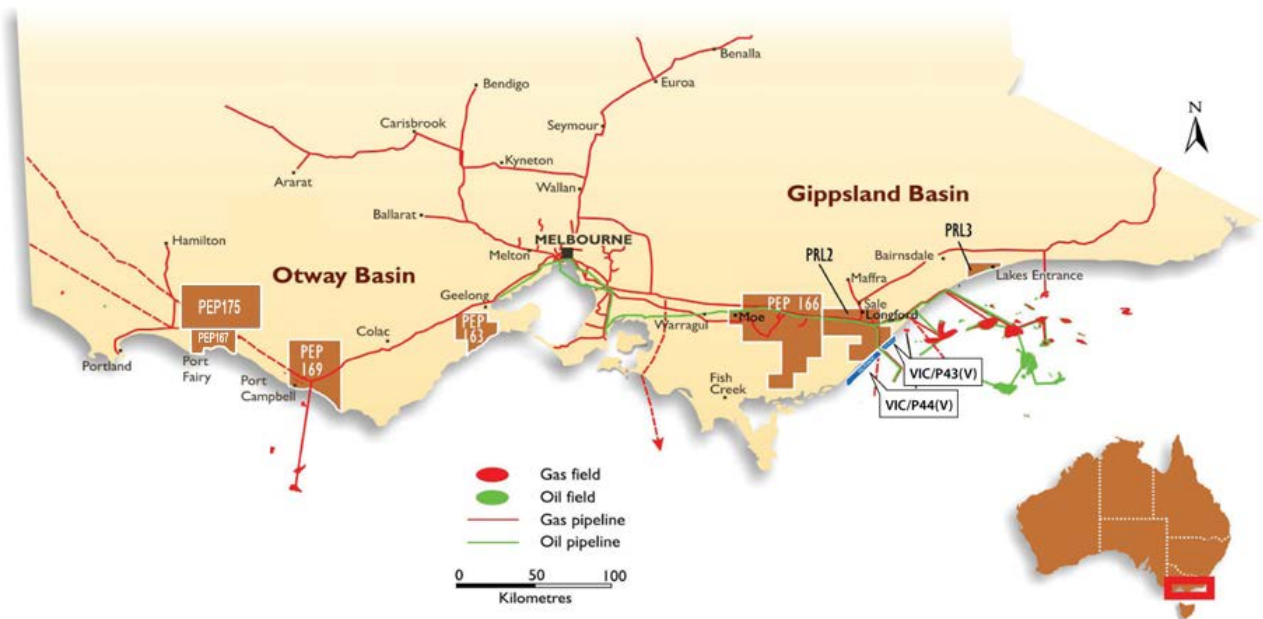 Benalla
Bendigo
Euroa
Carisbrook
Seymour
N
Kyneton
Ararat
Wallan
Gippsland Basin
Ballarat
MELBOURNE
PRL3
Hamilton
Melton
PRL2
Bairnsdale
Lakes Entrance
Otway Basin
Maffra
Geelong
PEP175
PEP 166
Sale
Longford
Moe
Warragul
PEP
163
Colac
PEP167
PEP
169
Portland
Port
Fairy
Port
Campbell
Fish
Creek
VIC/P43(V)
VIC/P44(V)
Gas field
Oil field
Gas pipeline
Oil pipeline
0 50 100
Kilometres